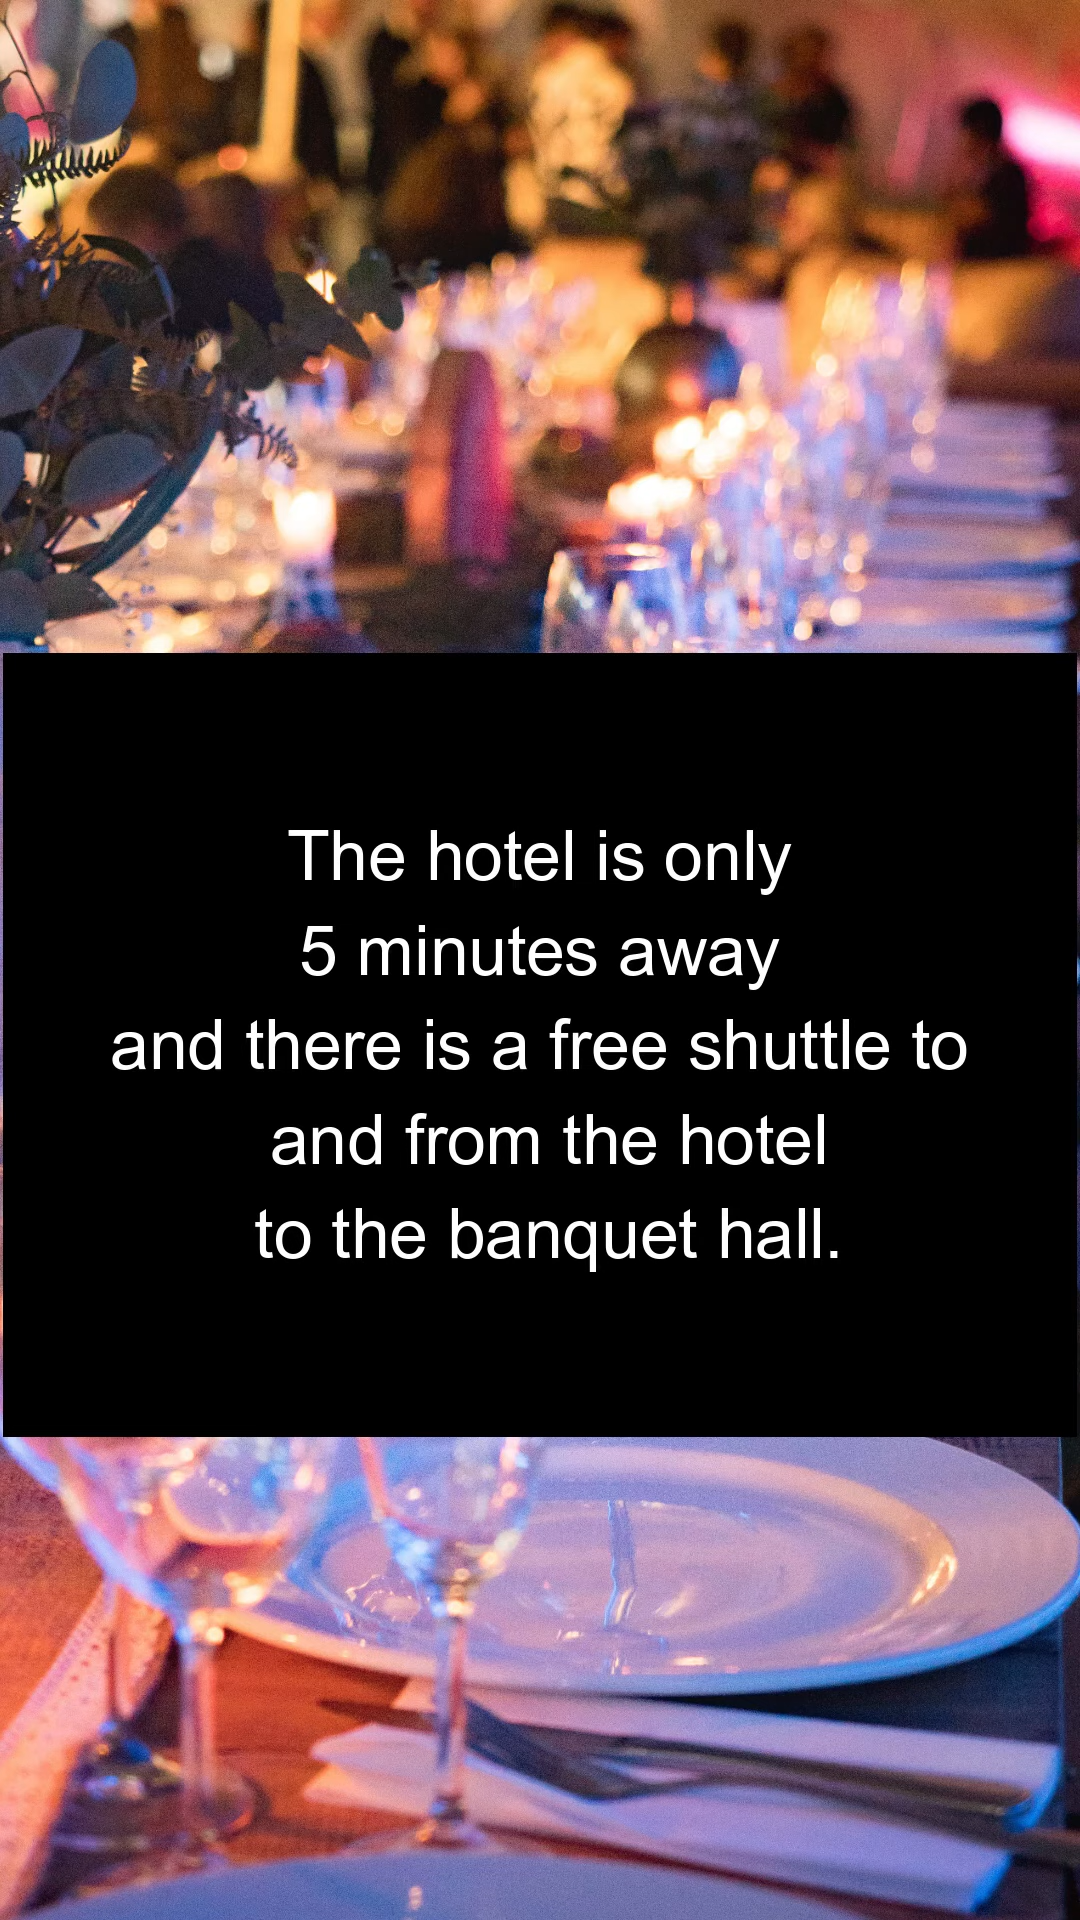 The hotel is only
5 minutes away
and there is a free shuttle to
and from the hotel
to the banquet hall.